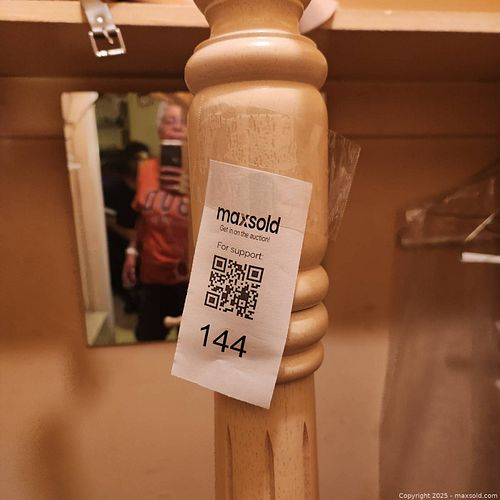 maxsold
Get in on the auction!
For support:
144
Copyright 2025 - maxsold.com